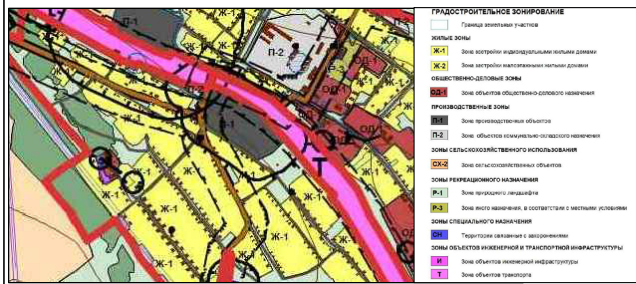 ГРАДОСТРОИТЕЛЬНОЕ ЗОНИРОВАНИЕ
Граница земельных участков
ЖИЛЫЕ ЗОНЫ
Ж-1 Зона застройки индивидуальными жилыми домами
Ж-2 Зона застройки малоэтажными жилыми домами
ОБЩЕСТВЕННО-ДЕЛОВЫЕ ЗОНЫ
ОД-1 Зона объектов общественно-делового назначения
ПРОИЗВОДСТВЕННЫЕ ЗОНЫ
П-1 Зона производственных объектов
П-2 Зона объектов коммунально-складского назначения
ЗОНЫ СЕЛЬСКОХОЗЯЙСТВЕННОГО ИСПОЛЬЗОВАНИЯ
СХ-2 Зона сельскохозяйственных объектов
ЗОНЫ РЕКРЕАЦИОННОГО НАЗНАЧЕНИЯ
Р-1 Зона природного ландшафта
Р-3 Зона иного назначения, в соответствии с местными условиями
ЗОНЫ СПЕЦИАЛЬНОГО НАЗНАЧЕНИЯ
СН Территории связанные с захоронениями
ЗОНЫ ОБЪЕКТОВ ИНЖЕНЕРНОЙ И ТРАНСПОРТНОЙ ИНФРАСТРУКТУРЫ
И Зона объектов инженерной инфраструктуры
Т Зона объектов транспорта
П-1
Ж-1
П-2
Ж-1
Ж-1
ОД-1
Ж-1
П-1
Т
Ж-1
Ж-1
Ж-1
Ж-1
Ж-1
Ж-1